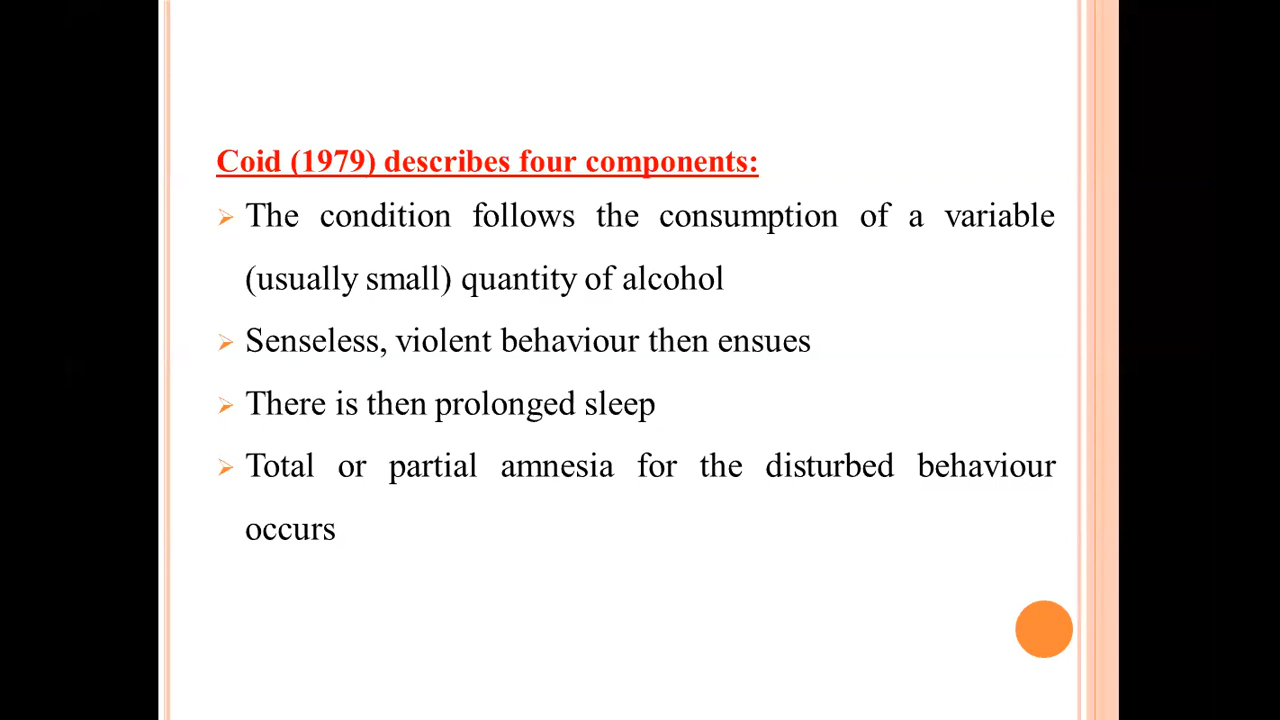 Coid (1979) describes four components:
The condition follows the consumption of a variable
(usually small) quantity of alcohol
Senseless, violent behaviour then ensues
There is then prolonged sleep
Total or partial amnesia for the disturbed behaviour
occurs